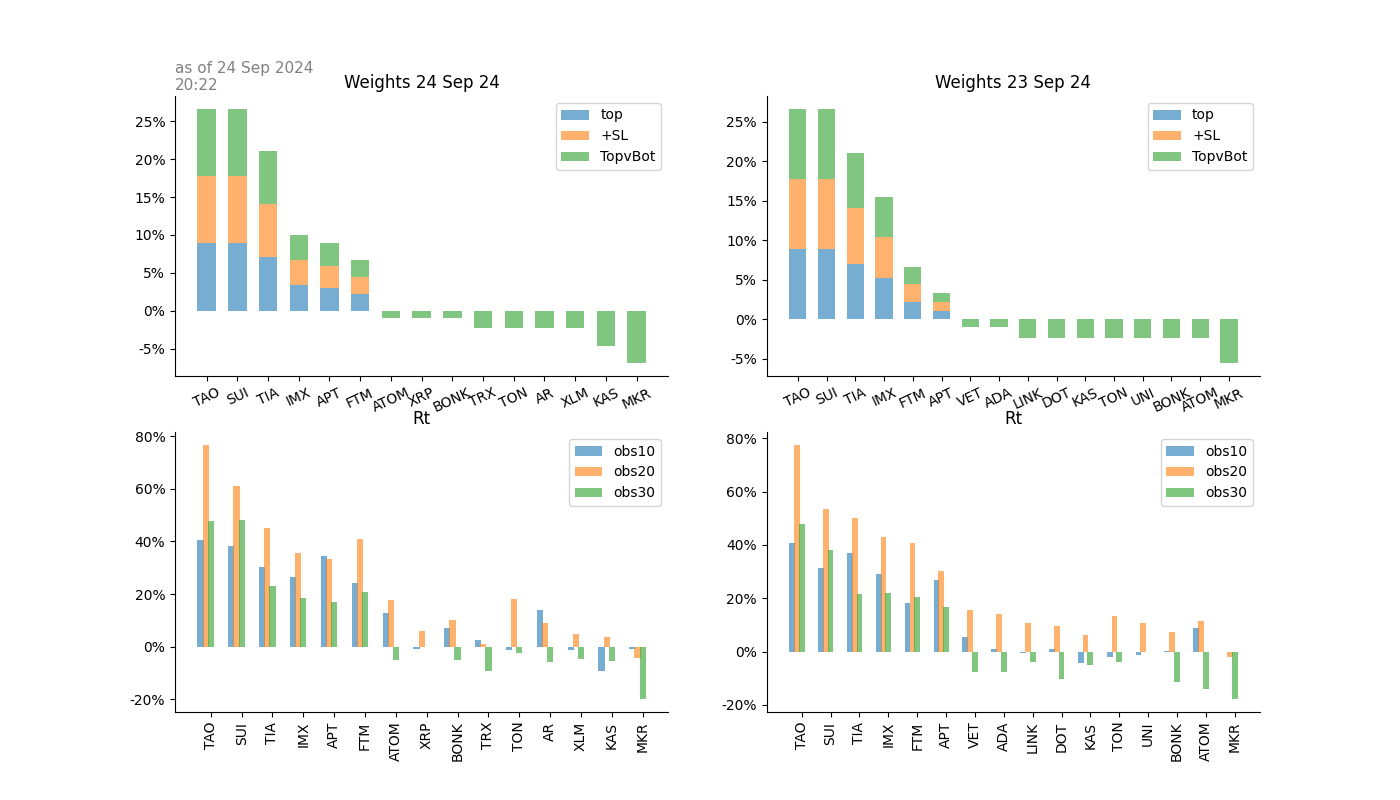 as of 24 Sep 2024
20:22
Weights 24 Sep 24
25%
20%
15%
10%
5%
0%
-5%
top
+SL
TopvBot
TAO SUI TIA IMX APT FTM ATOM XRP BONK TRX TON AR XLM KAS MKR
Weights 23 Sep 24
25%
20%
15%
10%
5%
0%
-5%
top
+SL
TopvBot
TAO SUI TIA IMX FTM APT VET ADA LINK DOT KAS TON UNI BONK ATOM MKR
Rt
80%
60%
40%
20%
0%
-20%
obs10
obs20
obs30
TAO SUI TIA IMX APT FTM ATOM XRP BONK TRX TON AR XLM KAS MKR
Rt
80%
60%
40%
20%
0%
-20%
obs10
obs20
obs30
TAO SUI TIA IMX FTM APT VET ADA LINK DOT KAS TON UNI BONK ATOM MKR